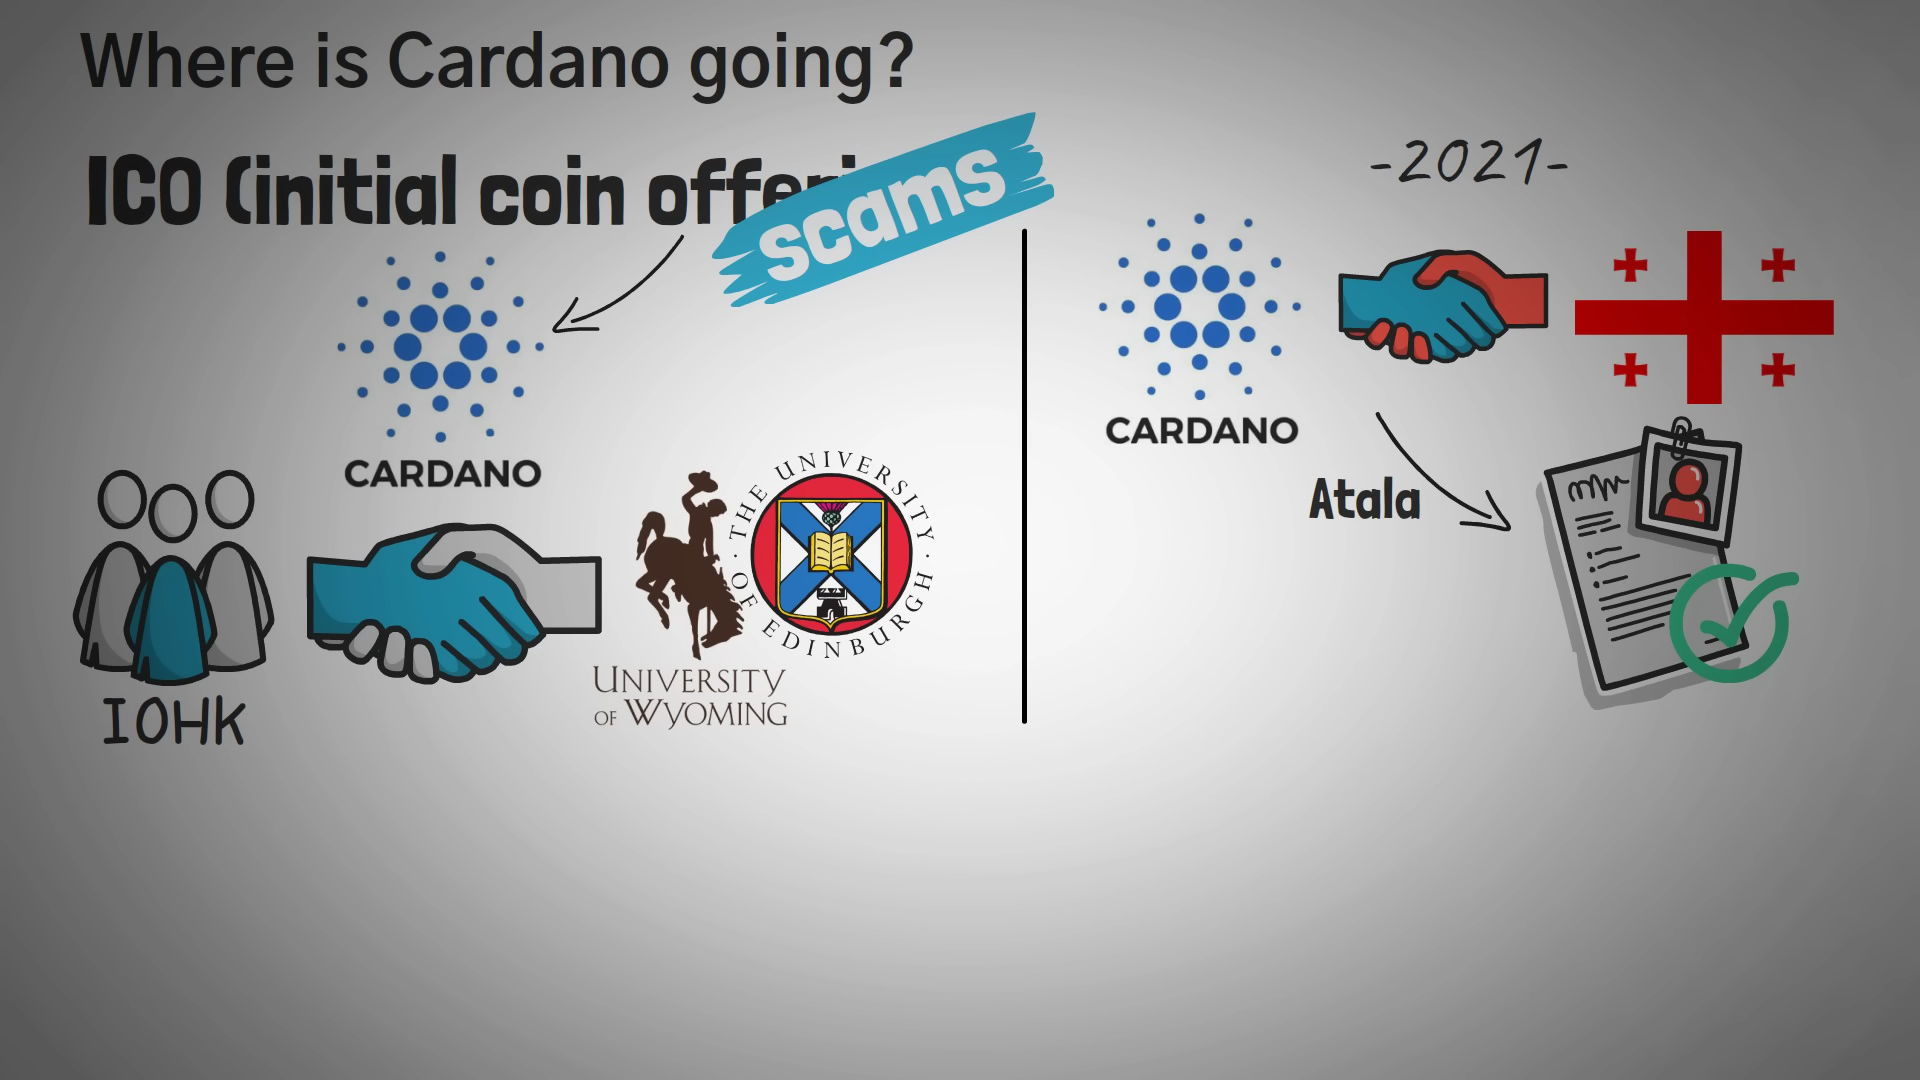 Where is Cardano going?
ICO (initial coin
scams
CARDANO
IOHK
UNIVERSITY
OF WYOMING
· THE UNIVERSITY ·
OF EDINBURGH
-2021-
CARDANO
Atala